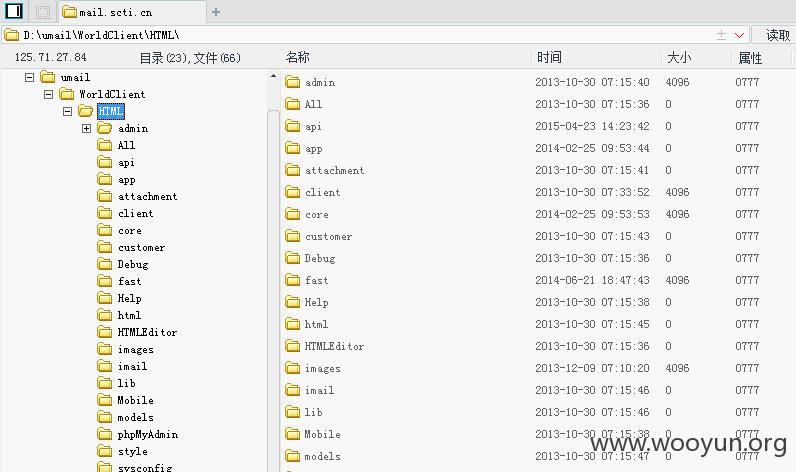 mail.scti.cn
D:\umail\WorldClient\HTML\ 读取
125.71.27.84 目录(23),文件(66) 名称 时间 大小 属性
umail
WorldClient
HTML
admin
All
api
app
attachment
client
core
customer
Debug
fast
Help
html
HTMLEditor
images
imail
lib
Mobile
models
phpMyAdmin
style
sysconfig
admin 2013-10-30 07:15:40 4096 0777
All 2013-10-30 07:15:36 0 0777
api 2015-04-23 14:23:42 0 0777
app 2014-02-25 09:53:44 0 0777
attachment 2013-10-30 07:15:41 0 0777
client 2013-10-30 07:33:52 4096 0777
core 2014-02-25 09:53:53 4096 0777
customer 2013-10-30 07:15:43 0 0777
Debug 2013-10-30 07:15:36 0 0777
fast 2014-06-21 18:47:43 4096 0777
Help 2013-10-30 07:15:38 0 0777
html 2013-10-30 07:15:45 0 0777
HTMLEditor 2013-10-30 07:15:36 0 0777
images 2013-12-09 07:10:20 4096 0777
imail 2013-10-30 07:15:46 0 0777
lib 2013-10-30 07:15:46 0 0777
Mobile 2013-10-30 07:15:38 0 0777
models 2013-10-30 07:15:47 0 0777
www.wooyun.org